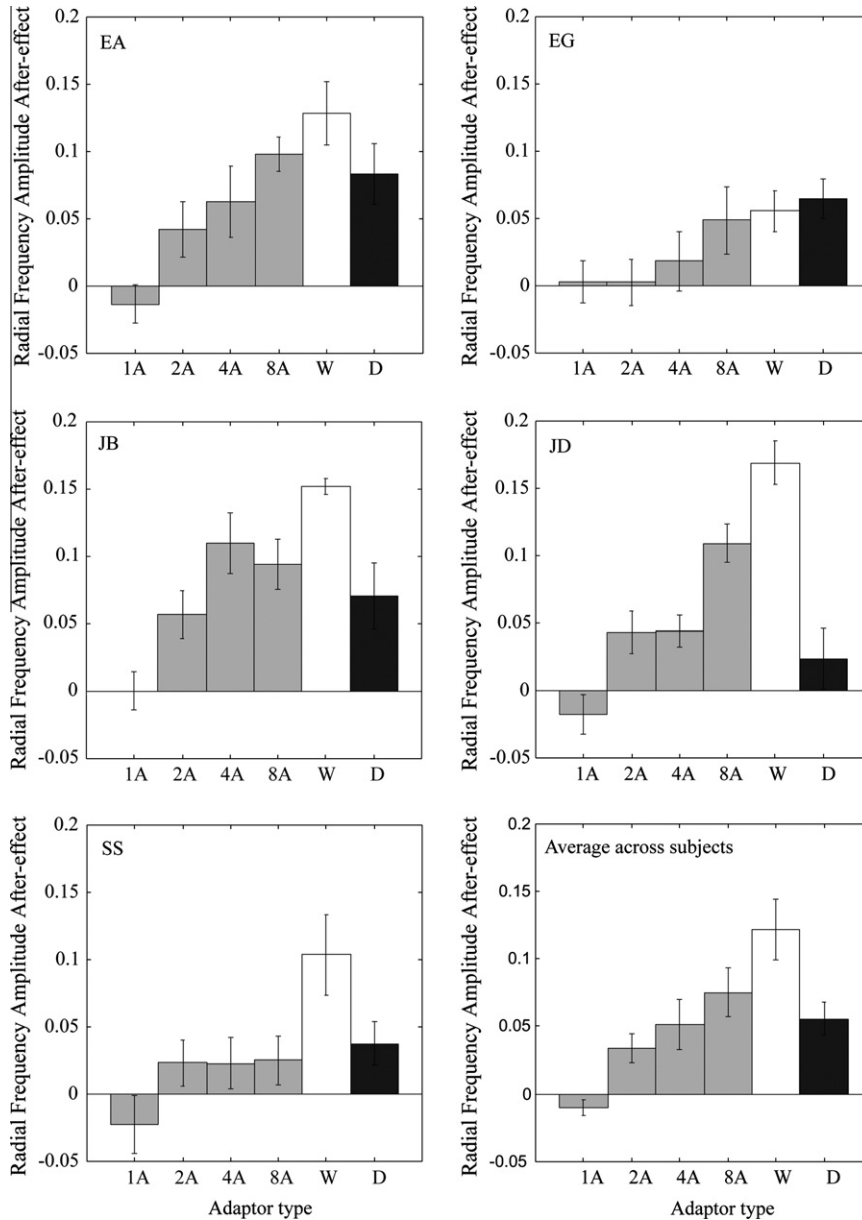 Radial Frequency Amplitude After-effect
0.2
0.15
0.1
0.05
0
-0.05
EA
1A 2A 4A 8A W D
Radial Frequency Amplitude After-effect
0.2
0.15
0.1
0.05
0
-0.05
EG
1A 2A 4A 8A W D
Radial Frequency Amplitude After-effect
0.2
0.15
0.1
0.05
0
-0.05
JB
1A 2A 4A 8A W D
Radial Frequency Amplitude After-effect
0.2
0.15
0.1
0.05
0
-0.05
JD
1A 2A 4A 8A W D
Radial Frequency Amplitude After-effect
0.2
0.15
0.1
0.05
0
-0.05
SS
1A 2A 4A 8A W D
Adaptor type
Radial Frequency Amplitude After-effect
0.2
0.15
0.1
0.05
0
-0.05
Average across subjects
1A 2A 4A 8A W D
Adaptor type